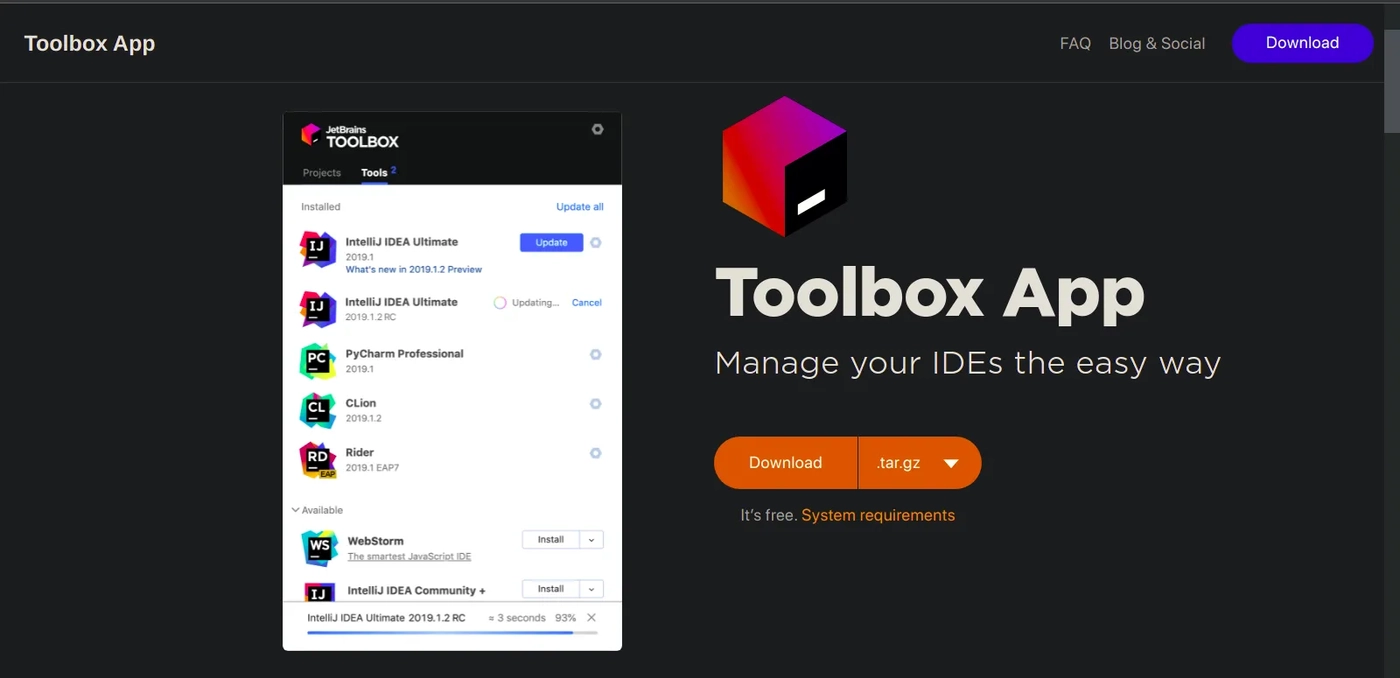 Toolbox App
FAQ Blog & Social Download
JetBrains
TOOLBOX
Projects Tools 2
Installed Update all
IJ IntelliJ IDEA Ultimate Update
2019.1
What's new in 2019.1.2 Preview
IJ IntelliJ IDEA Ultimate Updating... Cancel
2019.1.2 RC
PC PyCharm Professional
2019.1
CL CLion
2019.1.2
RD Rider
EAP 2019.1 EAP7
Available
WS WebStorm Install
The smartest JavaScript IDE
IJ IntelliJ IDEA Community + Install
IntelliJ IDEA Ultimate 2019.1.2 RC ≈ 3 seconds 93%
Toolbox App
Manage your IDEs the easy way
Download .tar.gz
It's free. System requirements